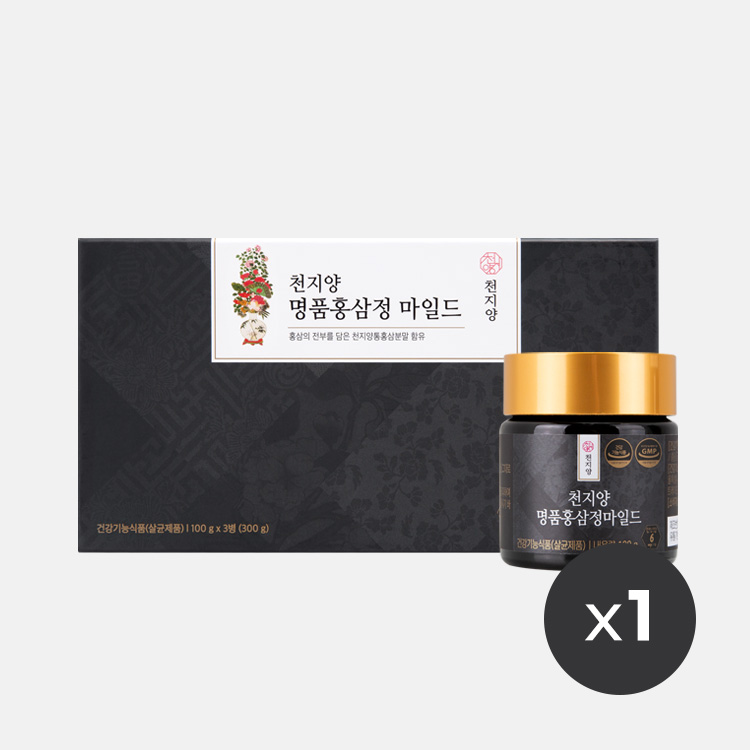 천지양
명품홍삼정 마일드
홍삼의 전부를 담은 천지양통홍삼분말 함유
천지양
건강기능식품(살균제품) | 100 g x 3병 (300 g)
천지양
GMP
천지양
명품홍삼정마일드
건강기능식품(살균제품)
6
x1